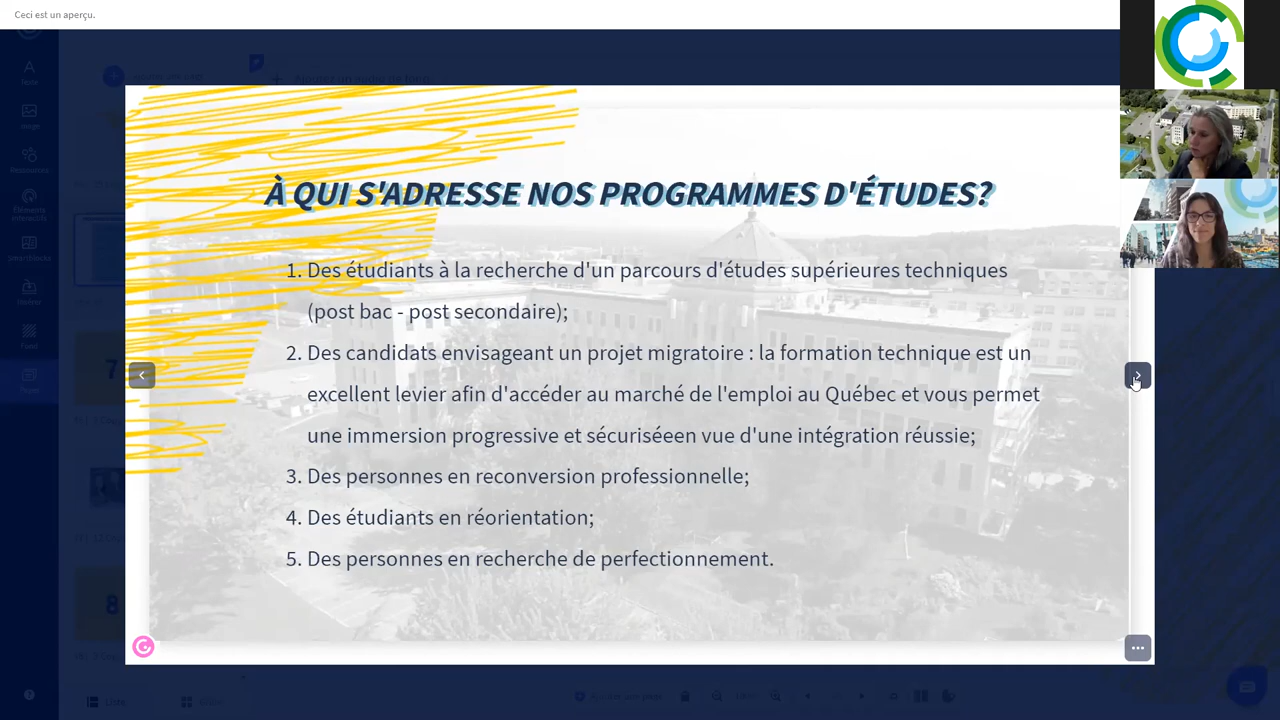 Ceci est un aperçu.
À QUI S'ADRESSE NOS PROGRAMMES D'ÉTUDES?
1. Des étudiants à la recherche d'un parcours d'études supérieures techniques
(post bac - post secondaire);
2. Des candidats envisageant un projet migratoire : la formation technique est un
excellent levier afin d'accéder au marché de l'emploi au Québec et vous permet
une immersion progressive et sécuriséeen vue d'une intégration réussie;
3. Des personnes en reconversion professionnelle;
4. Des étudiants en réorientation;
5. Des personnes en recherche de perfectionnement.
7
8